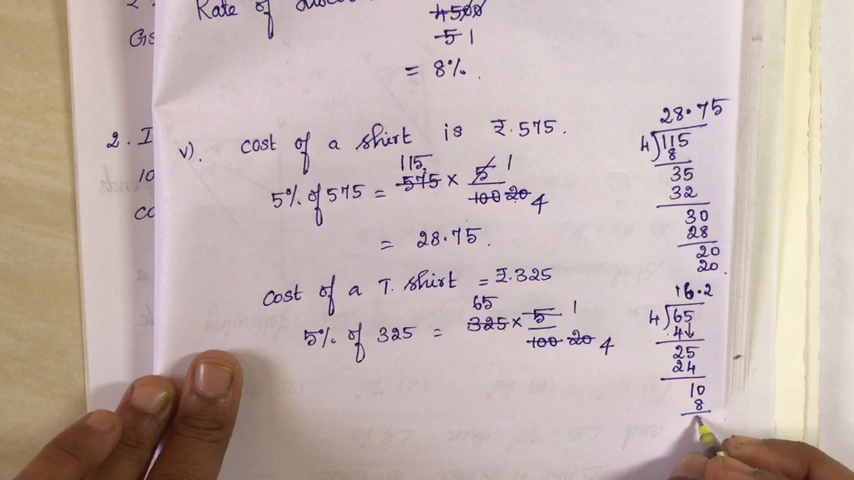 Rate of
4500
5 1
= 8%.
2. I
10
v). cost of a shirt is ₹.575.
115
5% of 575 = 575 × 5 1
100 20 4
= 28.75.
cost of a T. shirt = ₹.325
65
5% of 325 = 325 × 5 1
100 20 4
28.75
4)115
8
35
32
30
28
20
20.
16.2
4)65
4↓
25
24
10
8